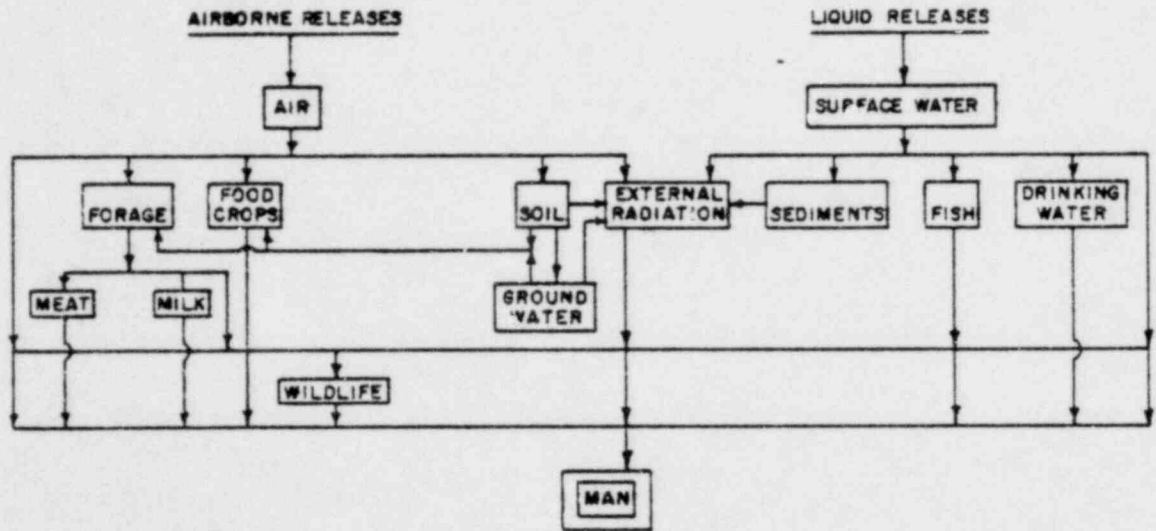 AIRBORNE RELEASES
LIQUID RELEASES
AIR
SUPFACE WATER
FORAGE
FOOD
CROPS
SOIL
EXTERNAL
RADIATION
SEDIMENTS
FISH
DRINKING
WATER
MEAT
MILK
GROUND
WATER
WILDLIFE
MAN